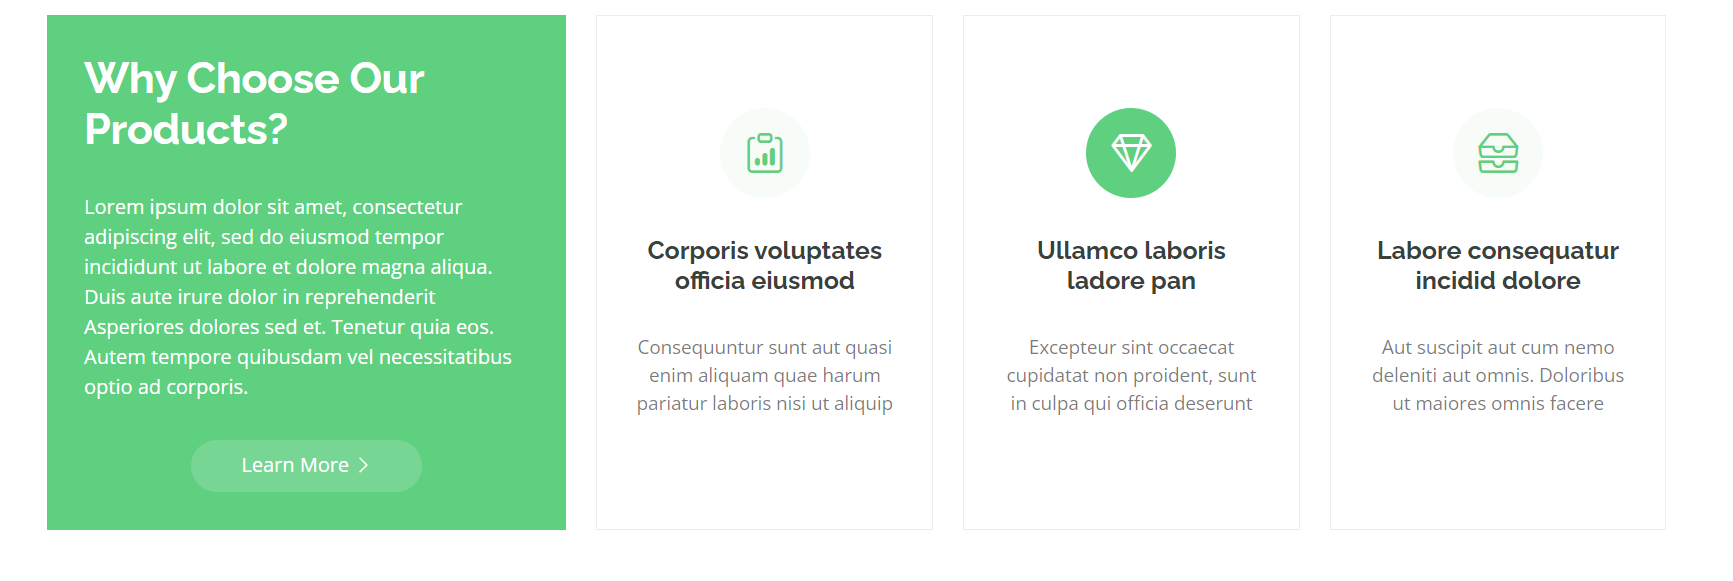 Why Choose Our
Products?
Lorem ipsum dolor sit amet, consectetur
adipiscing elit, sed do eiusmod tempor
incididunt ut labore et dolore magna aliqua.
Duis aute irure dolor in reprehenderit
Asperiores dolores sed et. Tenetur quia eos.
Autem tempore quibusdam vel necessitatibus
optio ad corporis.
Learn More
Corporis voluptates
officia eiusmod
Consequuntur sunt aut quasi
enim aliquam quae harum
pariatur laboris nisi ut aliquip
Ullamco laboris
ladore pan
Excepteur sint occaecat
cupidatat non proident, sunt
in culpa qui officia deserunt
Labore consequatur
incidid dolore
Aut suscipit aut cum nemo
deleniti aut omnis. Doloribus
ut maiores omnis facere